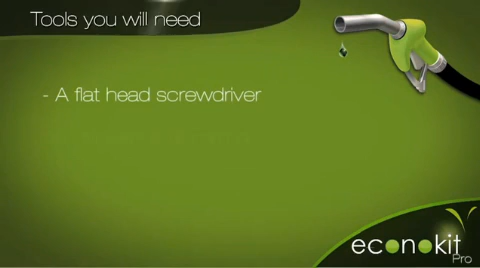 Tools you will need
- A flat head screwdriver
econokit
Pro